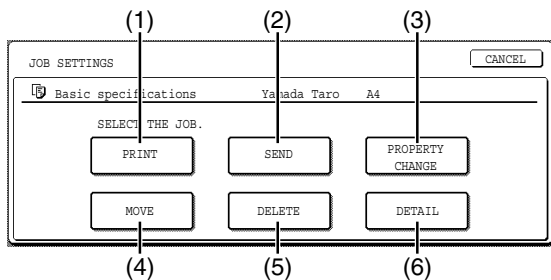 (1) (2) (3)
JOB SETTINGS CANCEL
Basic specifications Yamada Taro A4
SELECT THE JOB.
PRINT SEND PROPERTY
CHANGE
MOVE DELETE DETAIL
(4) (5) (6)